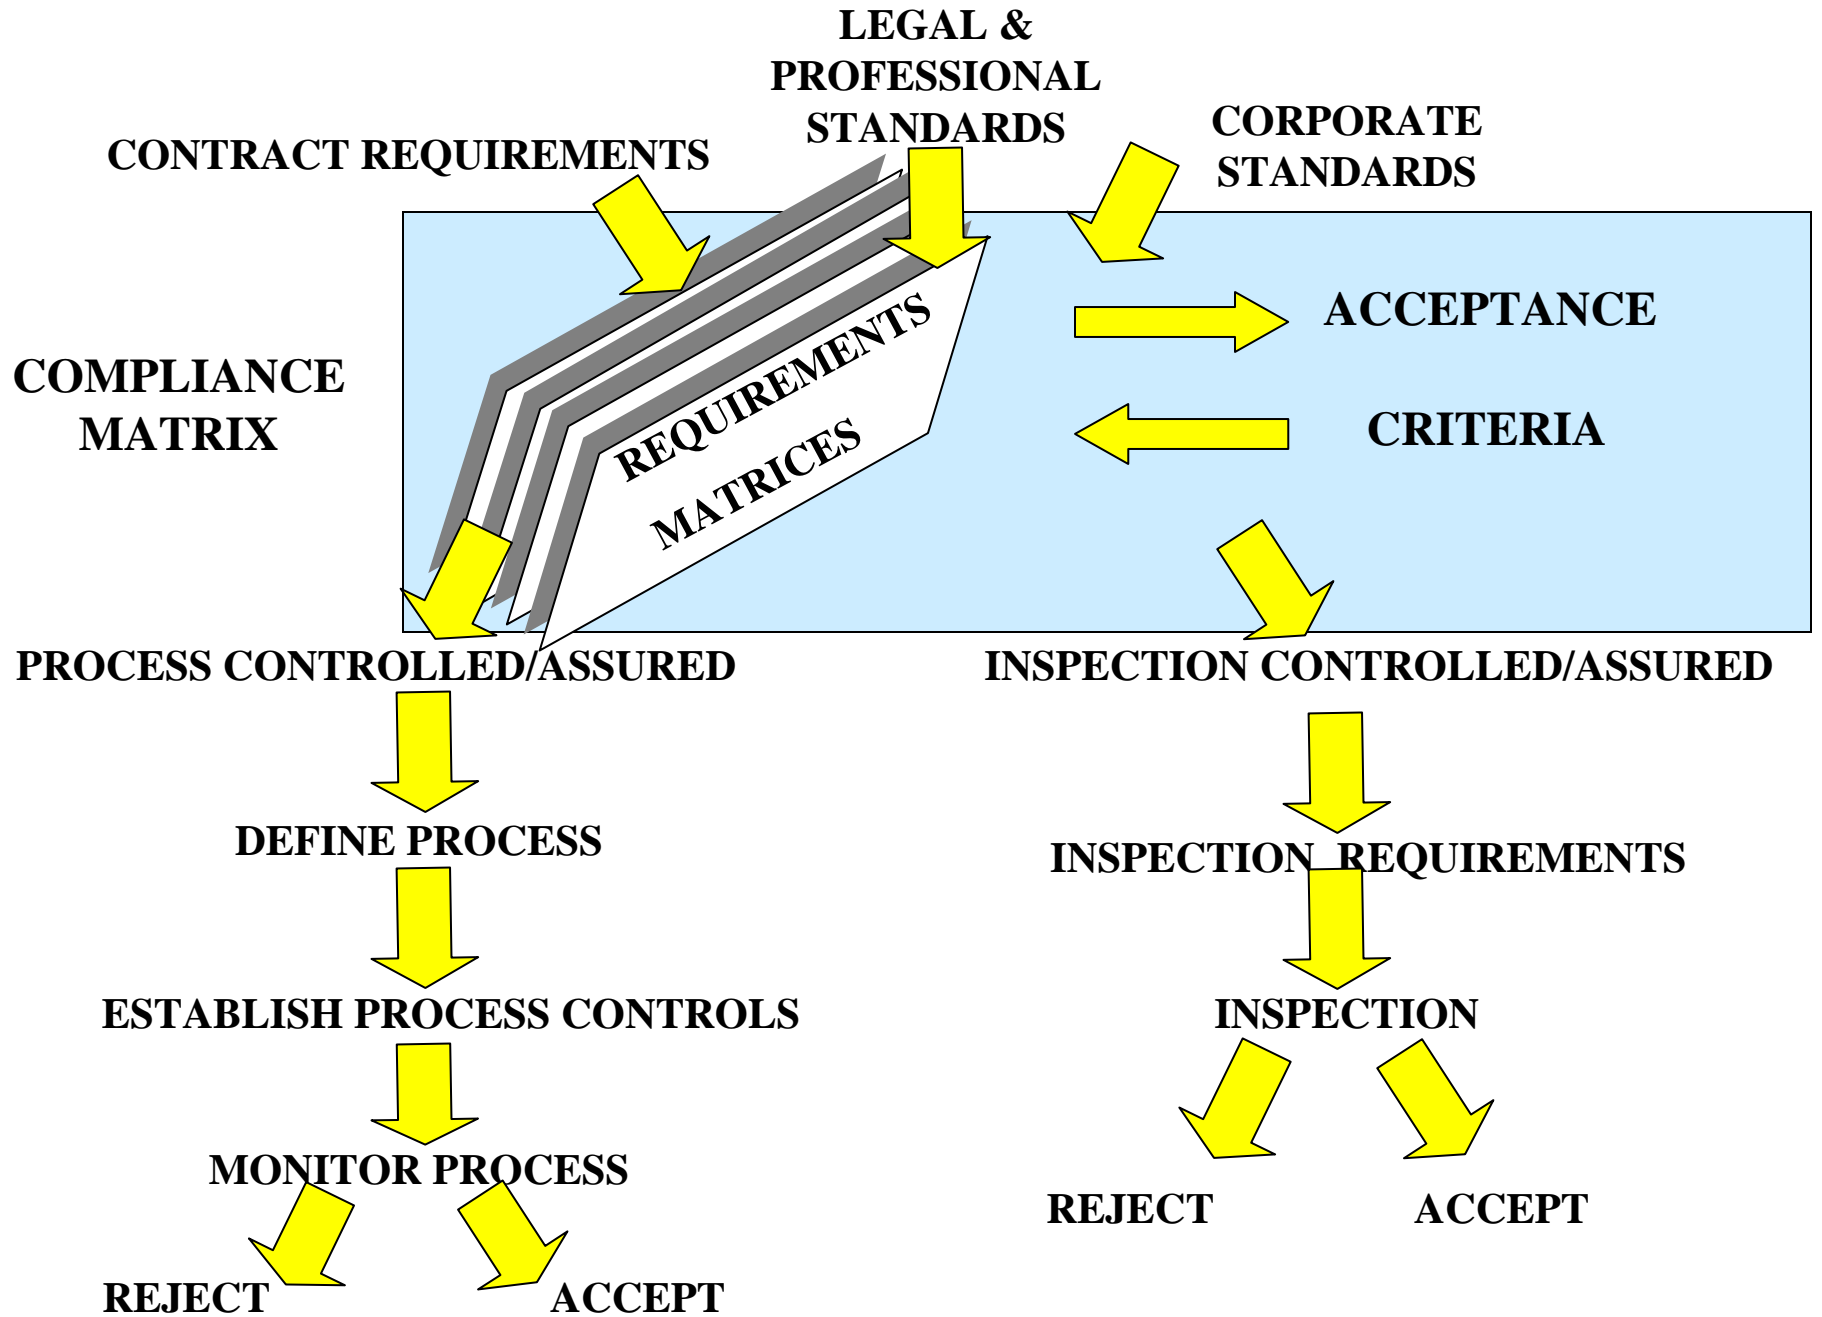 LEGAL &
PROFESSIONAL
STANDARDS
CORPORATE
STANDARDS
CONTRACT REQUIREMENTS
COMPLIANCE
MATRIX
REQUIREMENTS
MATRICES
ACCEPTANCE
CRITERIA
PROCESS CONTROLLED/ASSURED
INSPECTION CONTROLLED/ASSURED
DEFINE PROCESS
INSPECTION REQUIREMENTS
ESTABLISH PROCESS CONTROLS
INSPECTION
MONITOR PROCESS
REJECT
ACCEPT
REJECT
ACCEPT